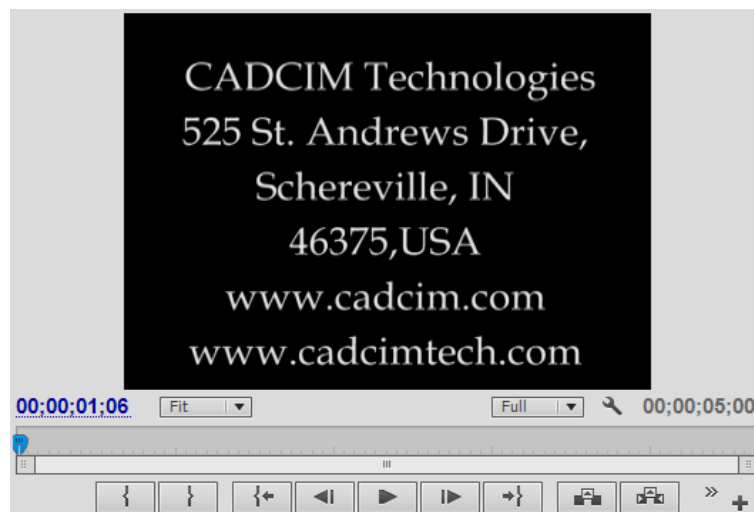 CADCIM Technologies
525 St. Andrews Drive,
Schereville, IN
46375,USA
www.cadcim.com
www.cadcimtech.com
00;00;01;06 Fit Full 00;00;05;00